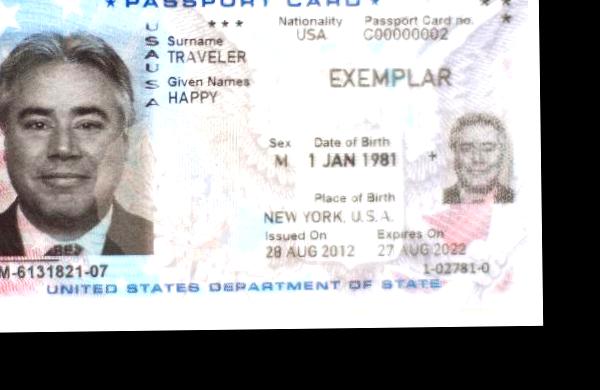 ★ PASSPORT CARD ★
USA USA
★ ★ ★
Nationality Passport Card no.
USA C00000002
Surname
TRAVELER
Given Names
HAPPY
EXEMPLAR
Sex Date of Birth
M 1 JAN 1981
Place of Birth
NEW YORK, U.S.A.
Issued On Expires On
28 AUG 2012 27 AUG 2022
M-6131821-07
1-02781-0
UNITED STATES DEPARTMENT OF STATE